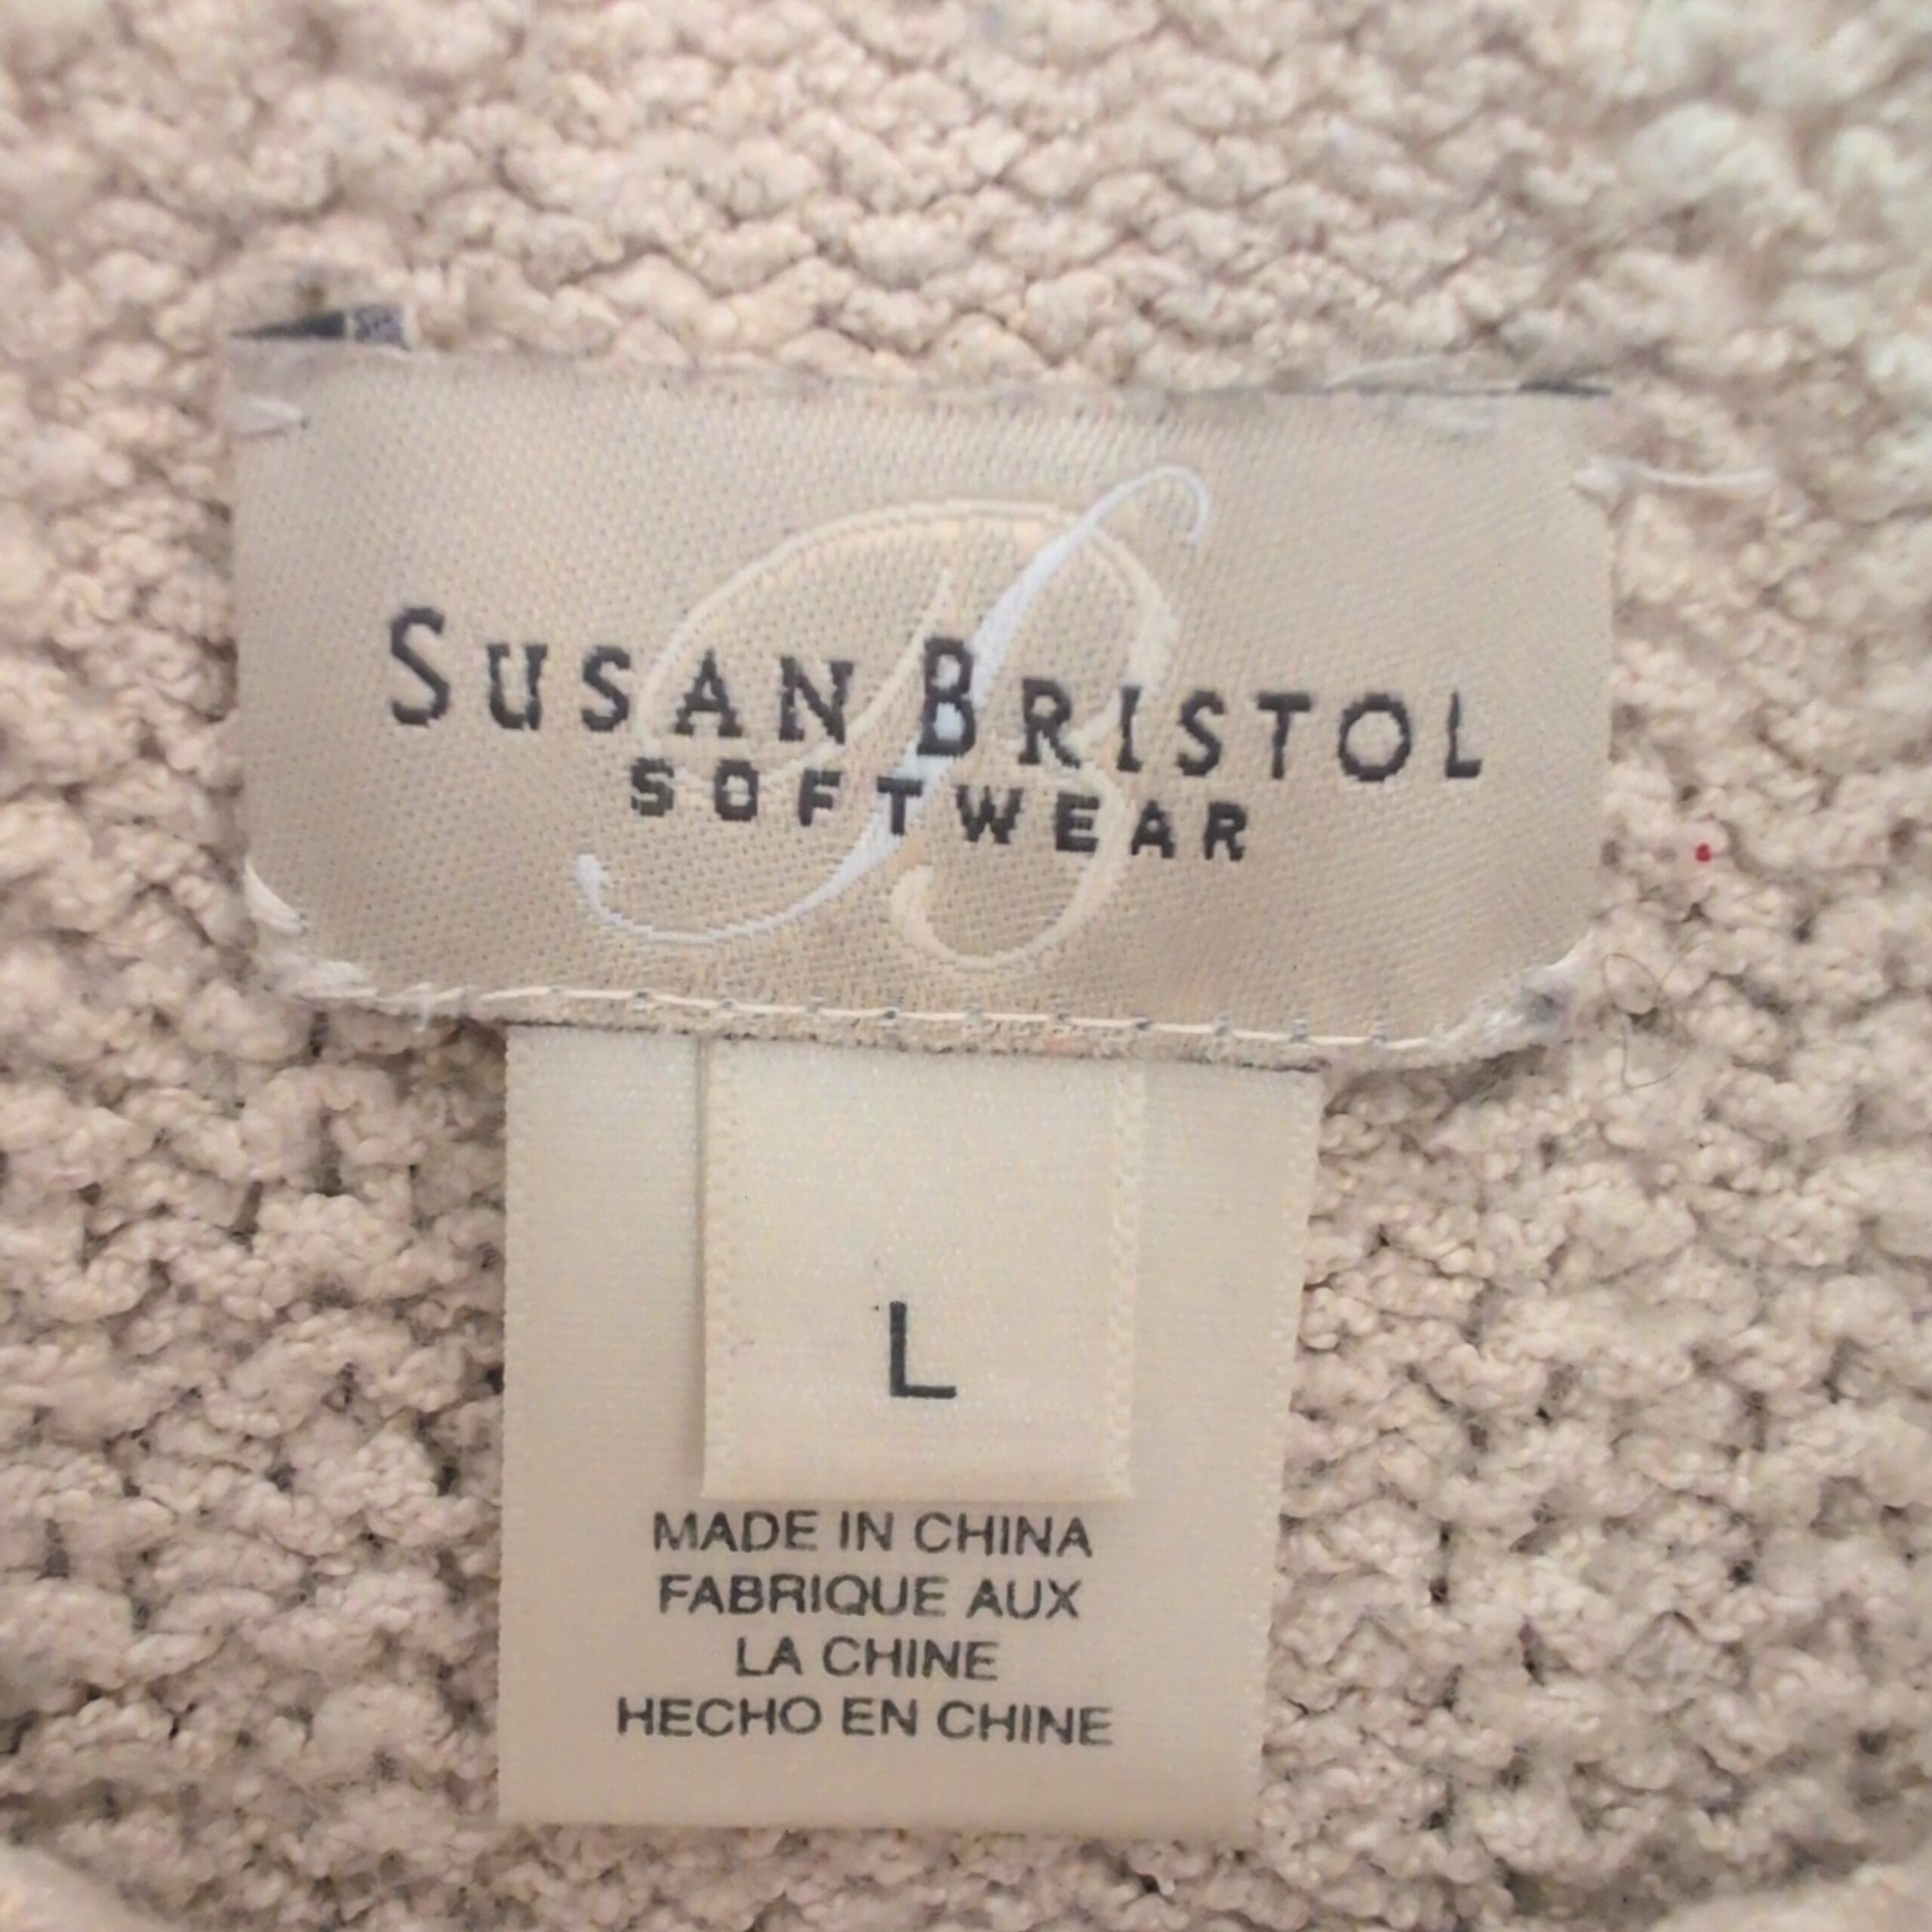 SUSAN BRISTOL
SOFTWEAR
L
MADE IN CHINA
FABRIQUE AUX
LA CHINE
HECHO EN CHINE